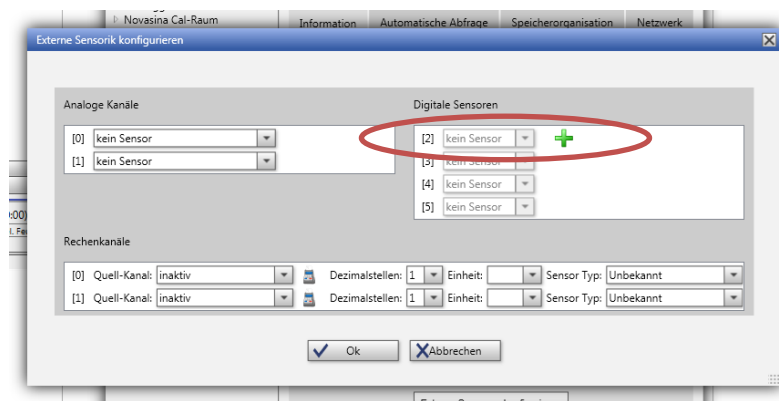 Novasina Cal-Raum
Information Automatische Abfrage Speicherorganisation Netzwerk
Externe Sensorik konfigurieren
Analoge Kanäle
[0] kein Sensor
[1] kein Sensor
Digitale Sensoren
[2] kein Sensor
[3] kein Sensor
[4] kein Sensor
[5] kein Sensor
Rechenkanäle
[0] Quell-Kanal: inaktiv Dezimalstellen: 1 Einheit: Sensor Typ: Unbekannt
[1] Quell-Kanal: inaktiv Dezimalstellen: 1 Einheit: Sensor Typ: Unbekannt
Ok Abbrechen